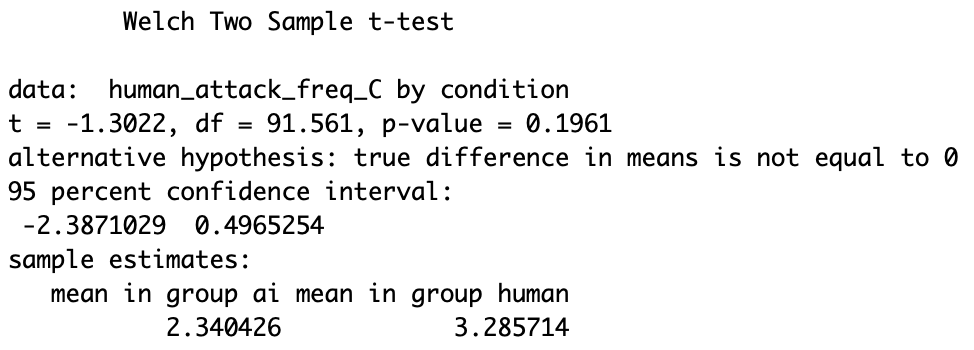 Welch Two Sample t-test
data:  human_attack_freq_C by condition
t = -1.3022, df = 91.561, p-value = 0.1961
alternative hypothesis: true difference in means is not equal to 0
95 percent confidence interval:
 -2.3871029  0.4965254
sample estimates:
   mean in group ai mean in group human
           2.340426            3.285714